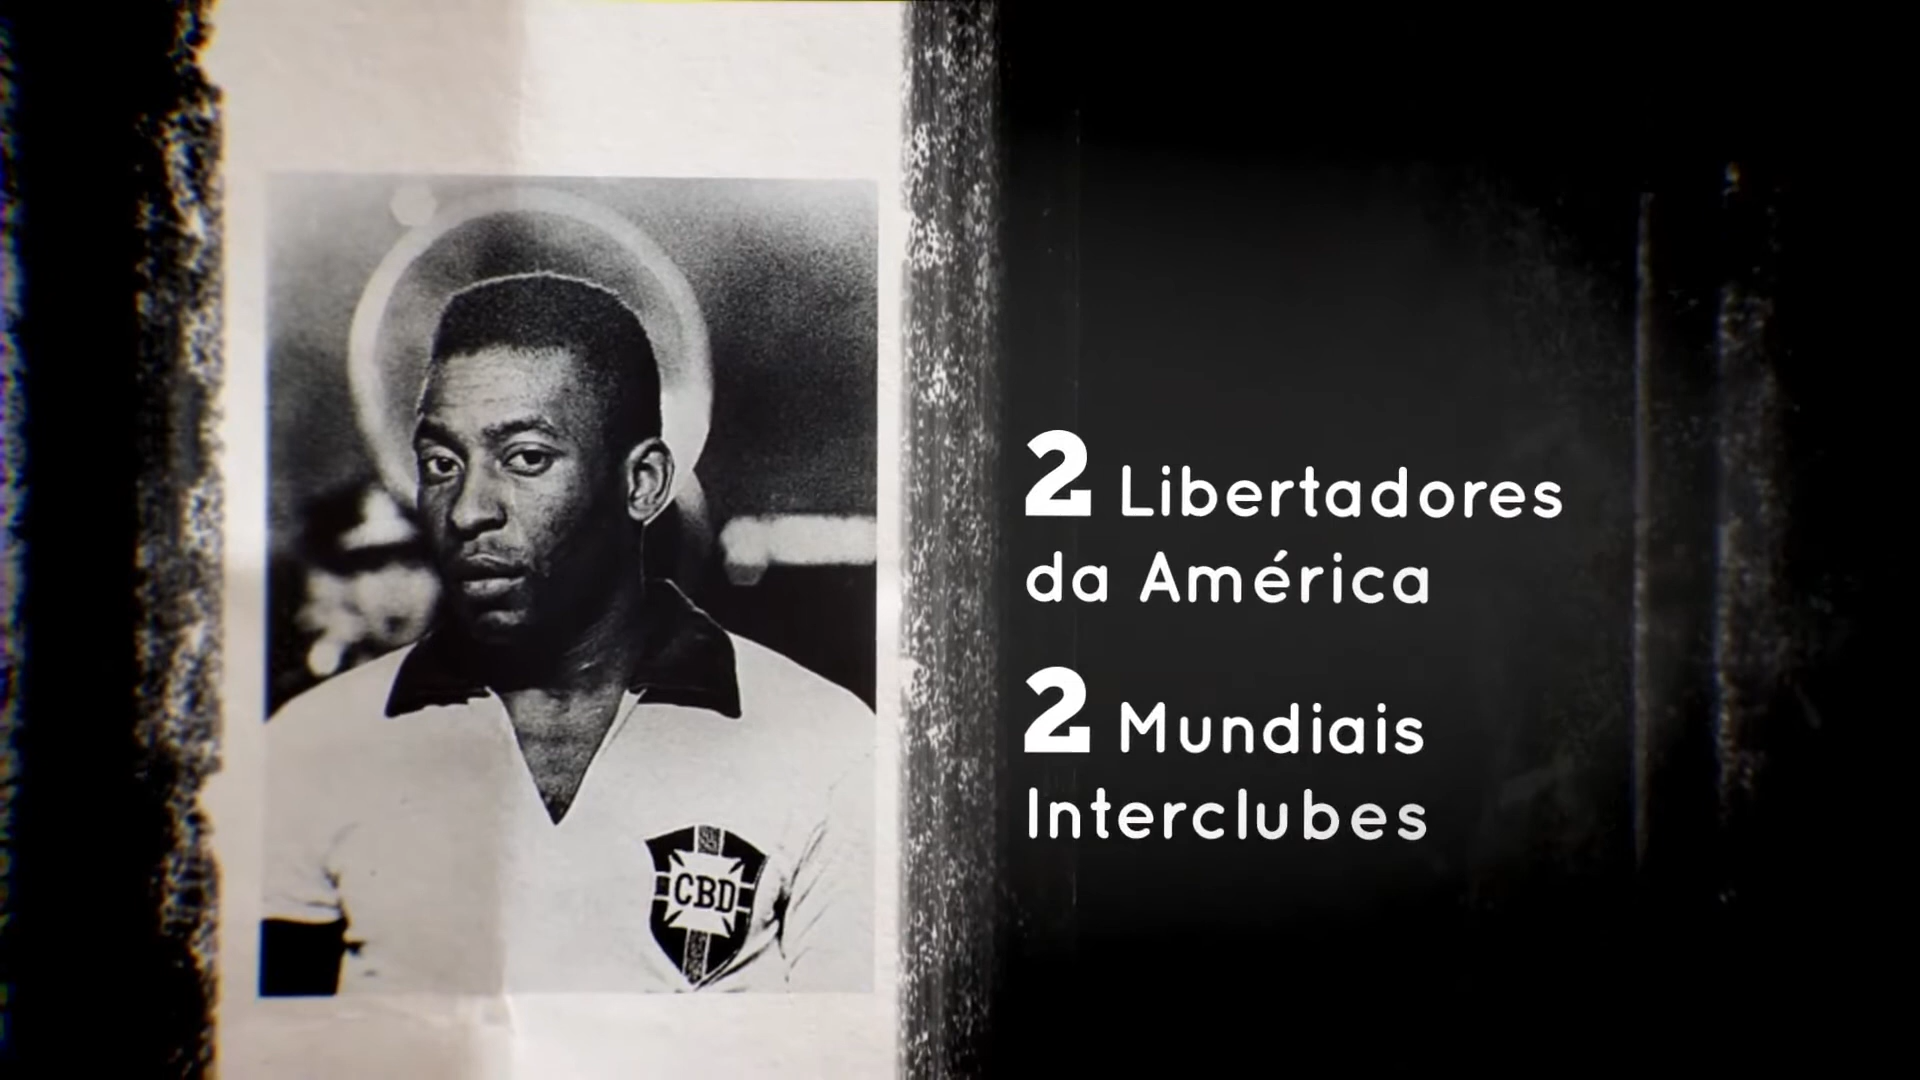 2 Libertadores
da América
2 Mundiais
Interclubes
CBD